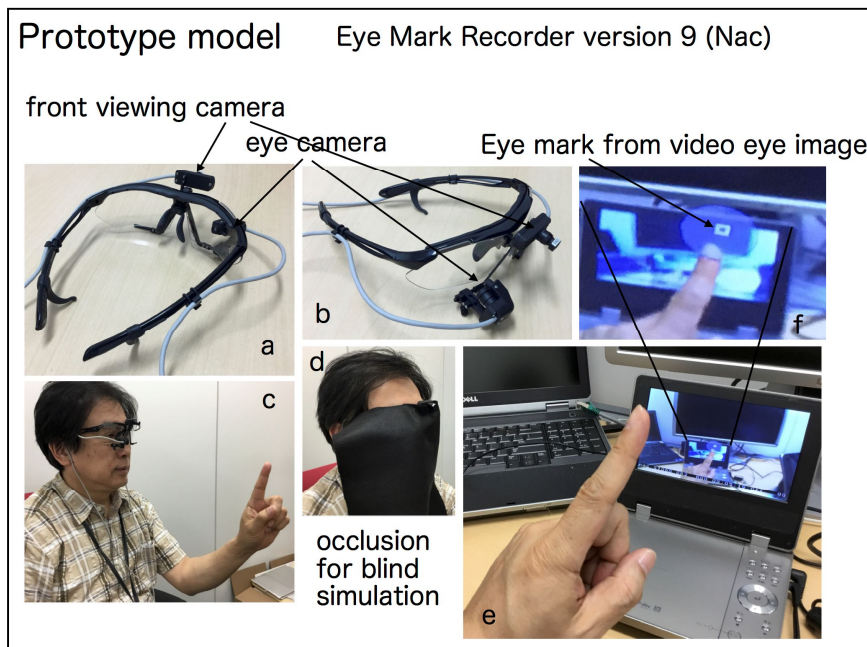 Prototype model
Eye Mark Recorder version 9 (Nac)
front viewing camera
eye camera
Eye mark from video eye image
a
b
f
c
d
DELL
occlusion
for blind
simulation
e